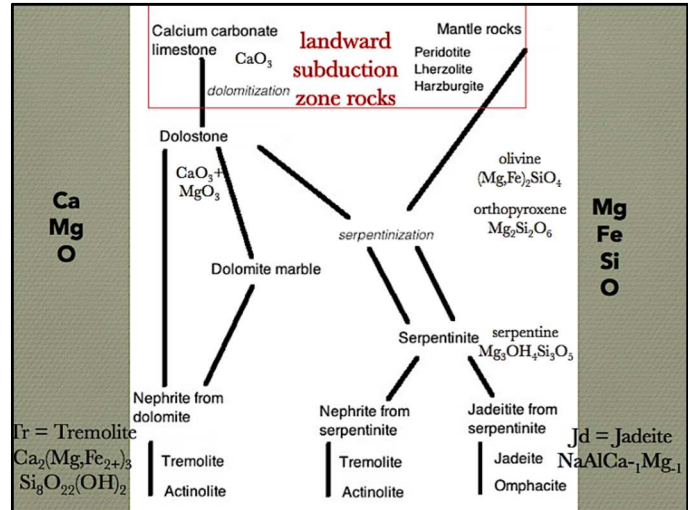 Calcium carbonate
limestone
CaO₃
dolomitization
landward
subduction
zone rocks
Mantle rocks
Peridotite
Lherzolite
Harzburgite
Dolostone
CaO₃+
MgO₃
olivine
(Mg,Fe)₂SiO₄
orthopyroxene
Mg₂Si₂O₆
Ca
Mg
O
Mg
Fe
Si
O
serpentinization
Dolomite marble
Serpentinite
serpentine
Mg₃OH₄Si₃O₅
Nephrite from
dolomite
Nephrite from
serpentinite
Jadeitite from
serpentinite
Tr = Tremolite
Ca₂(Mg,Fe₂₊)₃
Si₈O₂₂(OH)₂
Tremolite
Actinolite
Tremolite
Actinolite
Jadeite
Omphacite
Jd = Jadeite
NaAlCa-₁Mg-₁